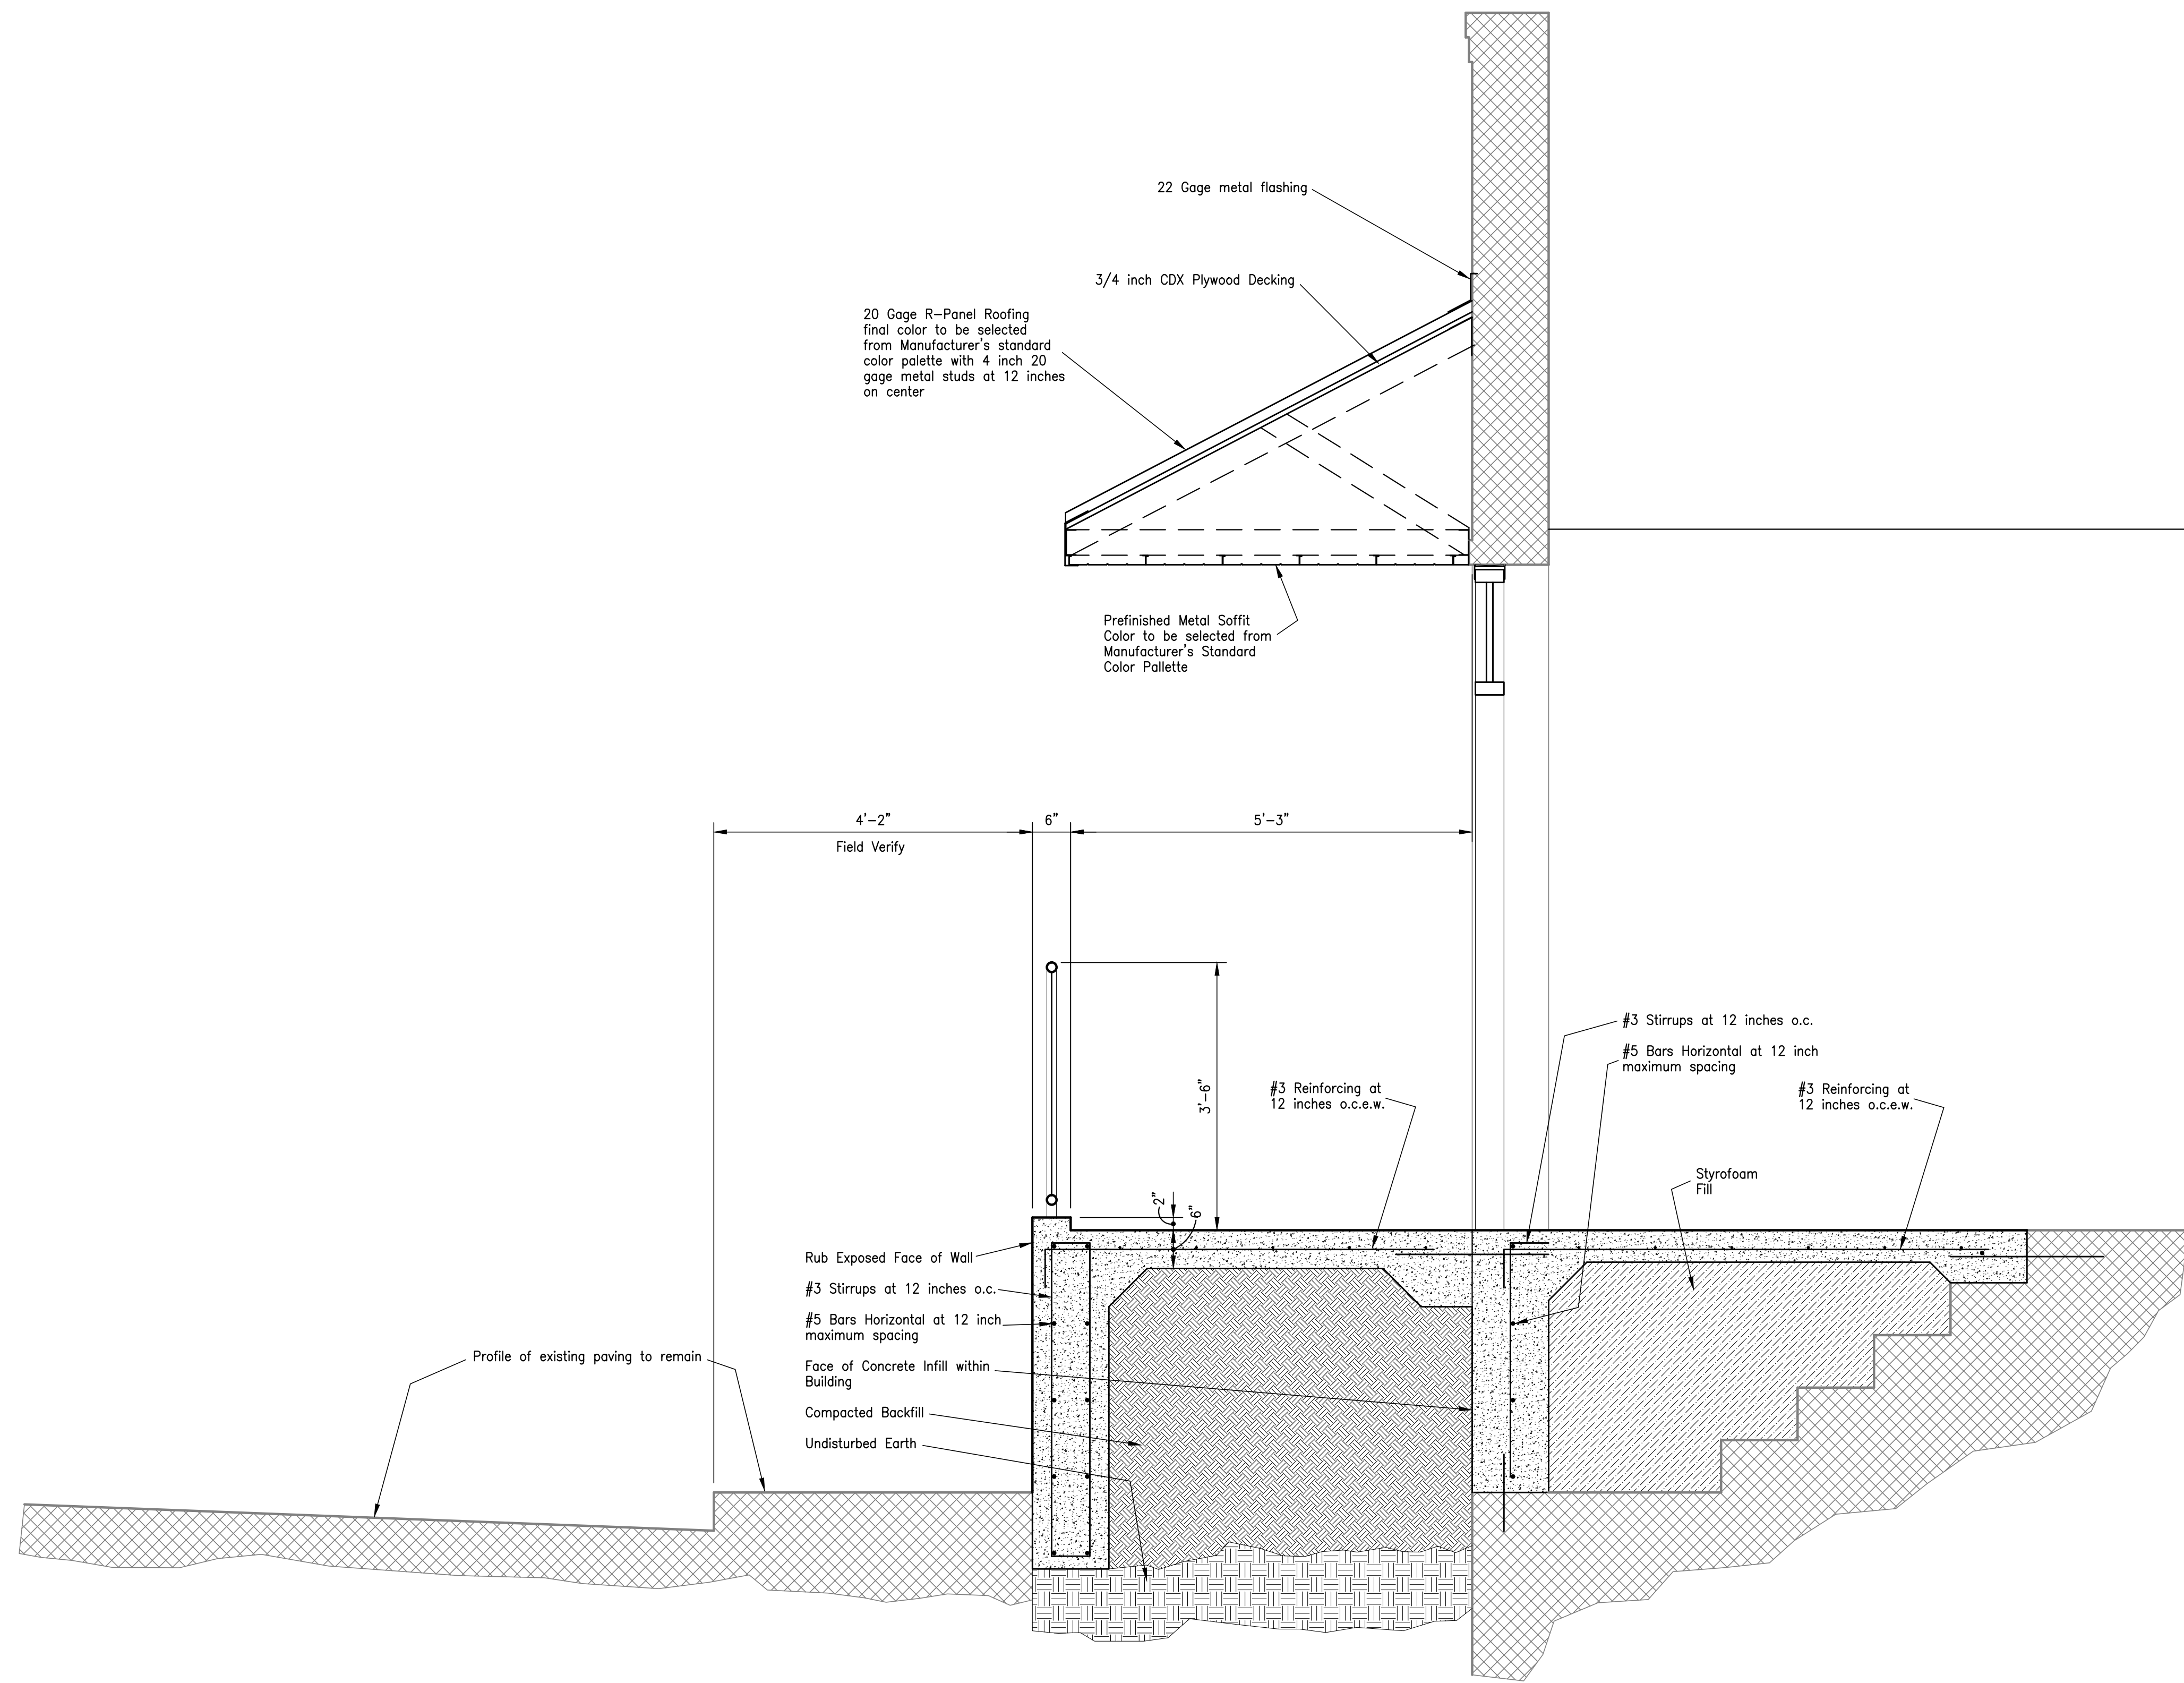 22 Gage metal flashing
3/4 inch CDX Plywood Decking
20 Gage R-Panel Roofing
final color to be selected
from Manufacturer's standard
color palette with 4 inch 20
gage metal studs at 12 inches
on center
Prefinished Metal Soffit
Color to be selected from
Manufacturer's Standard
Color Pallette
4'-2"
6"
5'-3"
Field Verify
3'-6"
#3 Stirrups at 12 inches o.c.
#5 Bars Horizontal at 12 inch
maximum spacing
#3 Reinforcing at
12 inches o.c.e.w.
#3 Reinforcing at
12 inches o.c.e.w.
Styrofoam
Fill
2"
6"
Rub Exposed Face of Wall
#3 Stirrups at 12 inches o.c.
#5 Bars Horizontal at 12 inch
maximum spacing
Face of Concrete Infill within
Building
Compacted Backfill
Undisturbed Earth
Profile of existing paving to remain